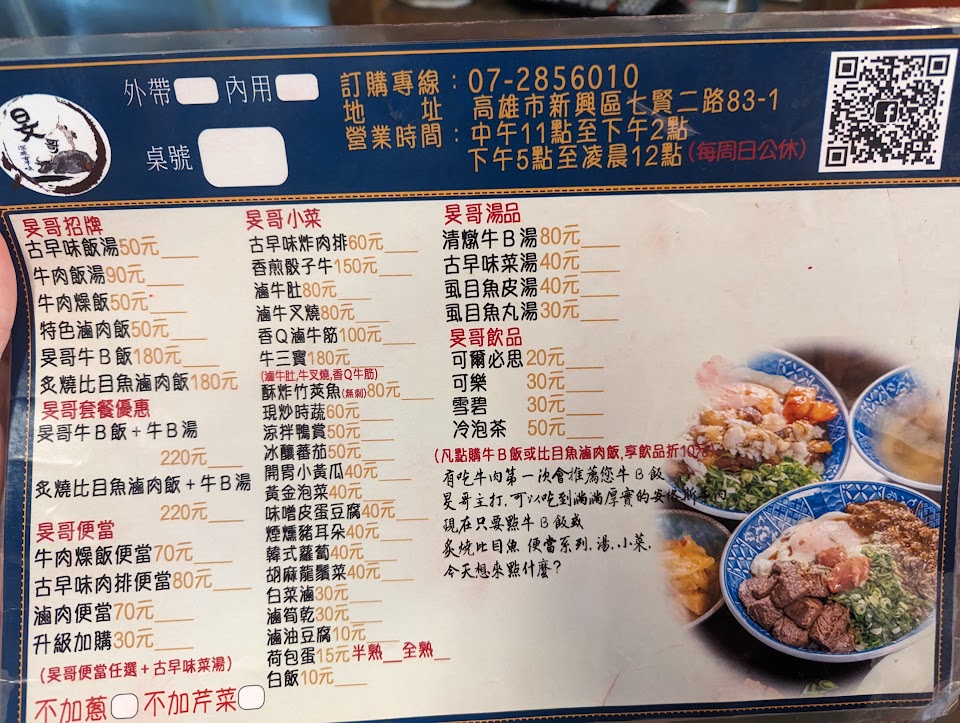 旻哥
外帶 內用
桌號
訂購專線：07-2856010
地 址：高雄市新興區七賢二路83-1
營業時間：中午11點至下午2點
下午5點至凌晨12點(每周日公休)
旻哥招牌
古早味飯湯50元
牛肉飯湯90元
牛肉燥飯50元
特色滷肉飯50元
旻哥牛B飯180元
炙燒比目魚滷肉飯180元
旻哥套餐優惠
旻哥牛B飯+牛B湯
220元
炙燒比目魚滷肉飯+牛B湯
220元
旻哥便當
牛肉燥飯便當70元
古早味肉排便當80元
滷肉便當70元
升級加購30元
(旻哥便當任選+古早味菜湯)
不加蔥 不加芹菜
旻哥小菜
古早味炸肉排60元
香煎骰子牛150元
滷牛肚80元
滷牛叉燒80元
香Q滷牛筋100元
牛三寶180元
(滷牛肚,牛叉燒,香Q牛筋)
酥炸竹莢魚(無刺)80元
現炒時蔬60元
涼拌鴨賞50元
冰釀蕃茄50元
開胃小黃瓜40元
黃金泡菜40元
味噌皮蛋豆腐40元
煙燻豬耳朵40元
韓式蘿蔔40元
胡麻龍鬚菜40元
白菜滷30元
滷筍乾30元
滷油豆腐10元
荷包蛋15元半熟__全熟__
白飯10元
旻哥湯品
清燉牛B湯80元
古早味菜湯40元
虱目魚皮湯40元
虱目魚丸湯30元
旻哥飲品
可爾必思20元
可樂 30元
雪碧 30元
冷泡茶 50元
(凡點購牛B飯或比目魚滷肉飯,享飲品折10元)
有吃牛肉第一次會推薦您牛B飯
旻哥主打,可以吃到滿滿厚實的安格斯牛肉
現在只要點牛B飯或
炙燒比目魚 便當系列,湯,小菜,
今天想來點什麼?